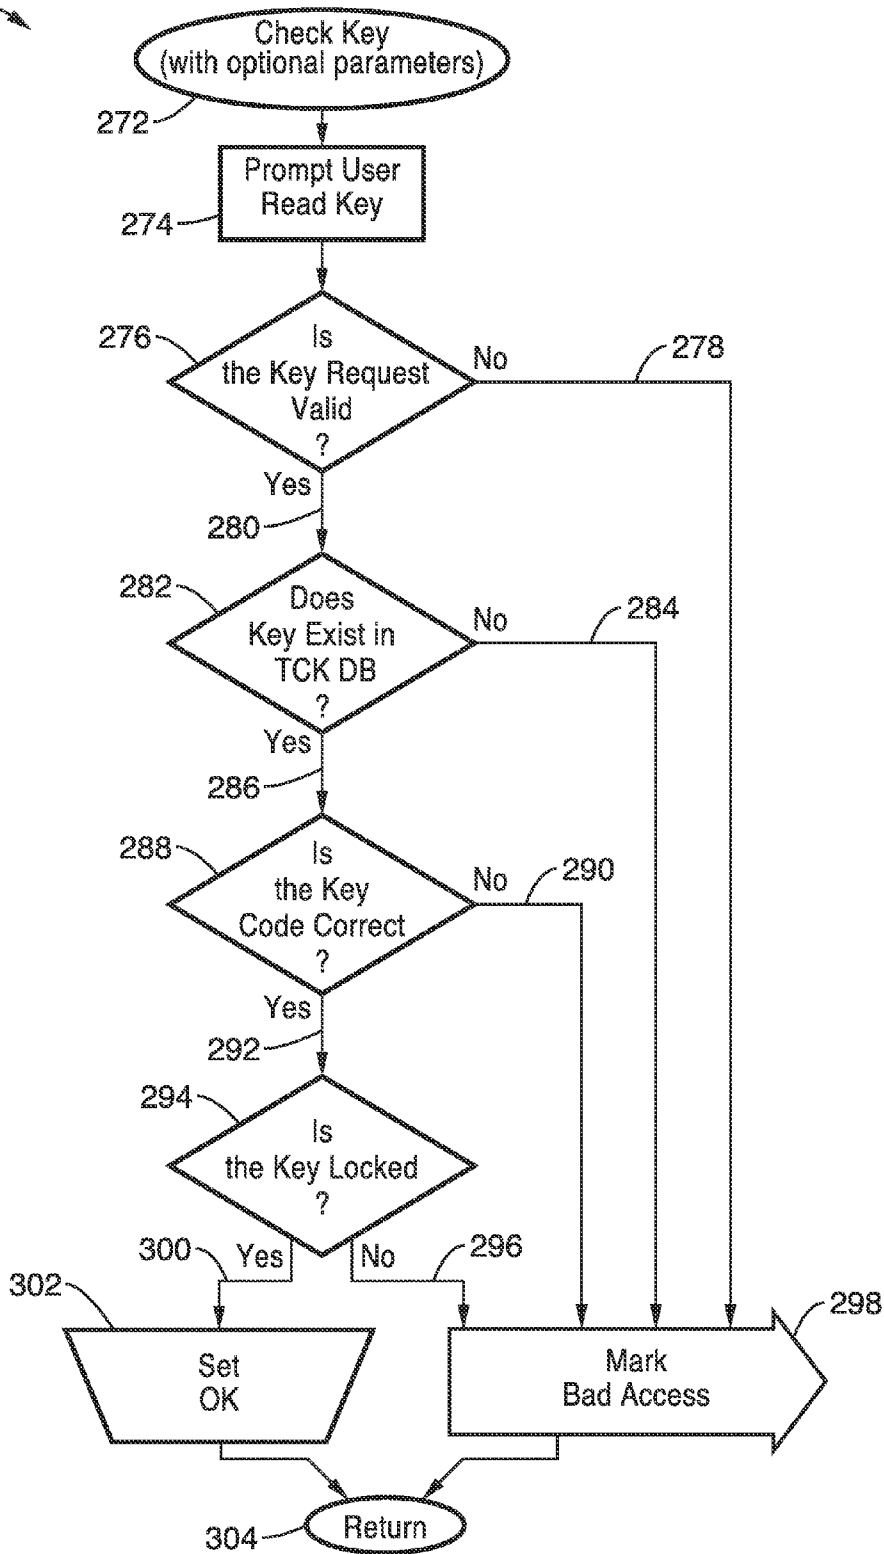 Check Key
(with optional parameters)
272
Prompt User
Read Key
274
Is
the Key Request
Valid
?
276
No
278
Yes
280
Does
Key Exist in
TCK DB
?
282
No
284
Yes
286
Is
the Key
Code Correct
?
288
No
290
Yes
292
294
Is
the Key Locked
?
300
Yes
No
296
302
298
Set
OK
Mark
Bad Access
304
Return